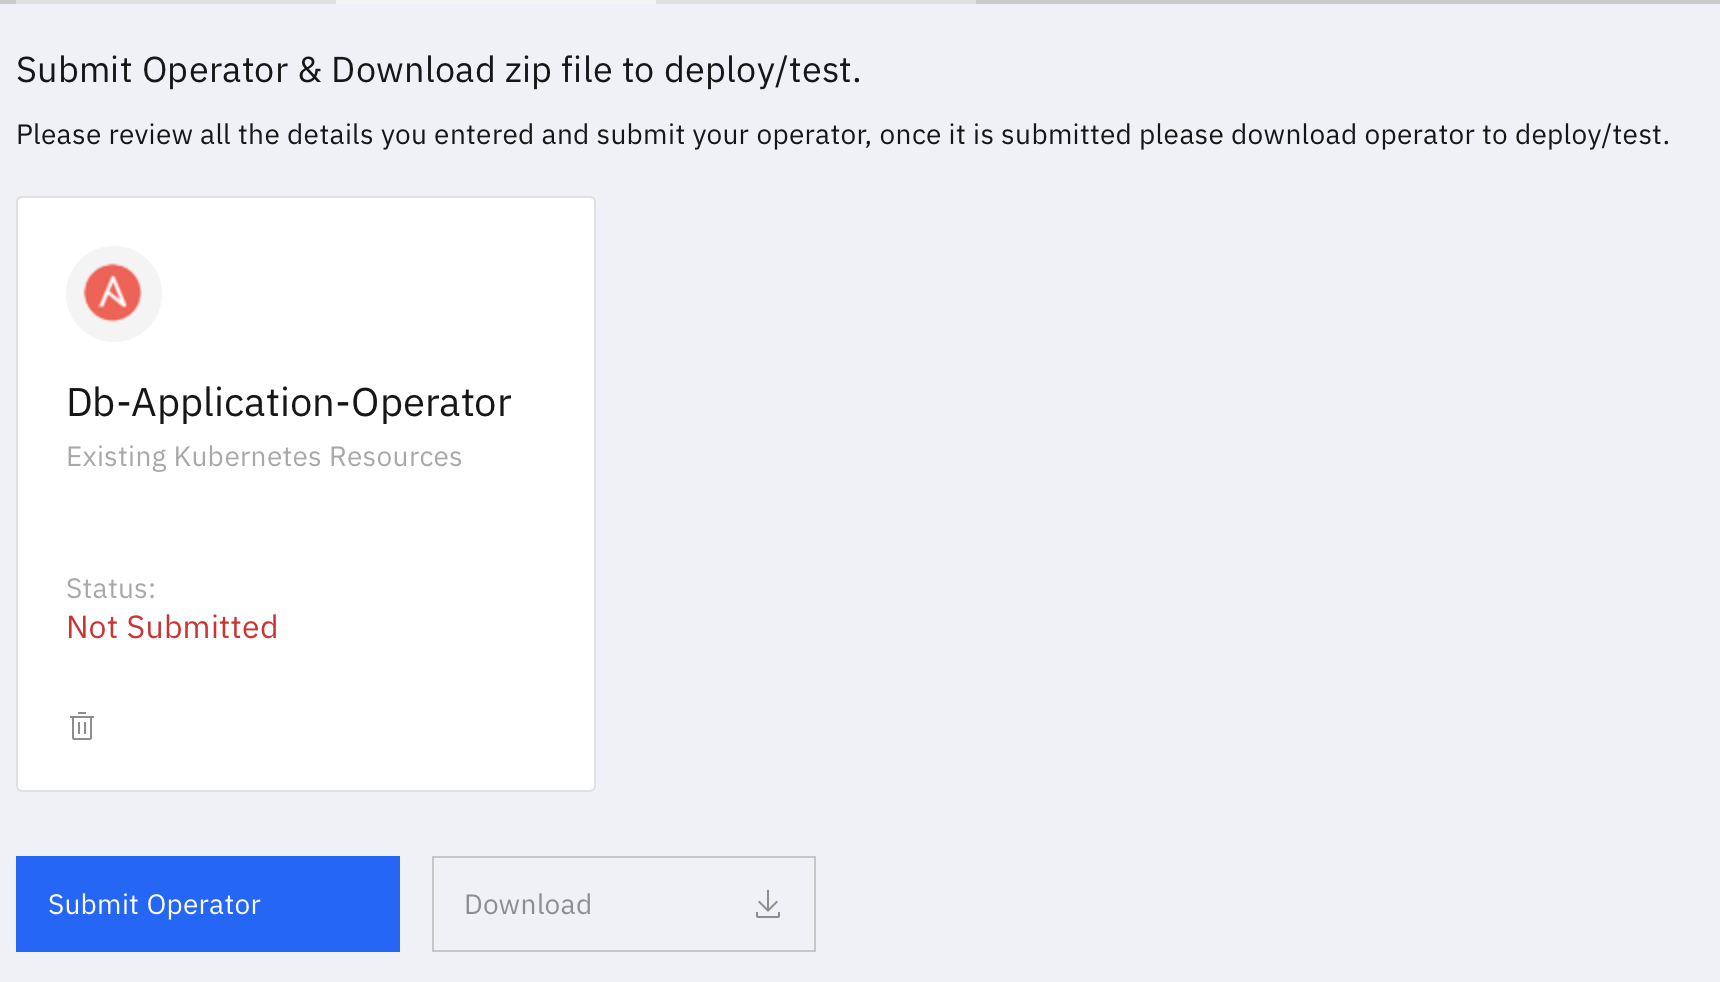 Submit Operator & Download zip file to deploy/test.
Please review all the details you entered and submit your operator, once it is submitted please download operator to deploy/test.
Db-Application-Operator
Existing Kubernetes Resources
Status:
Not Submitted
Submit Operator
Download